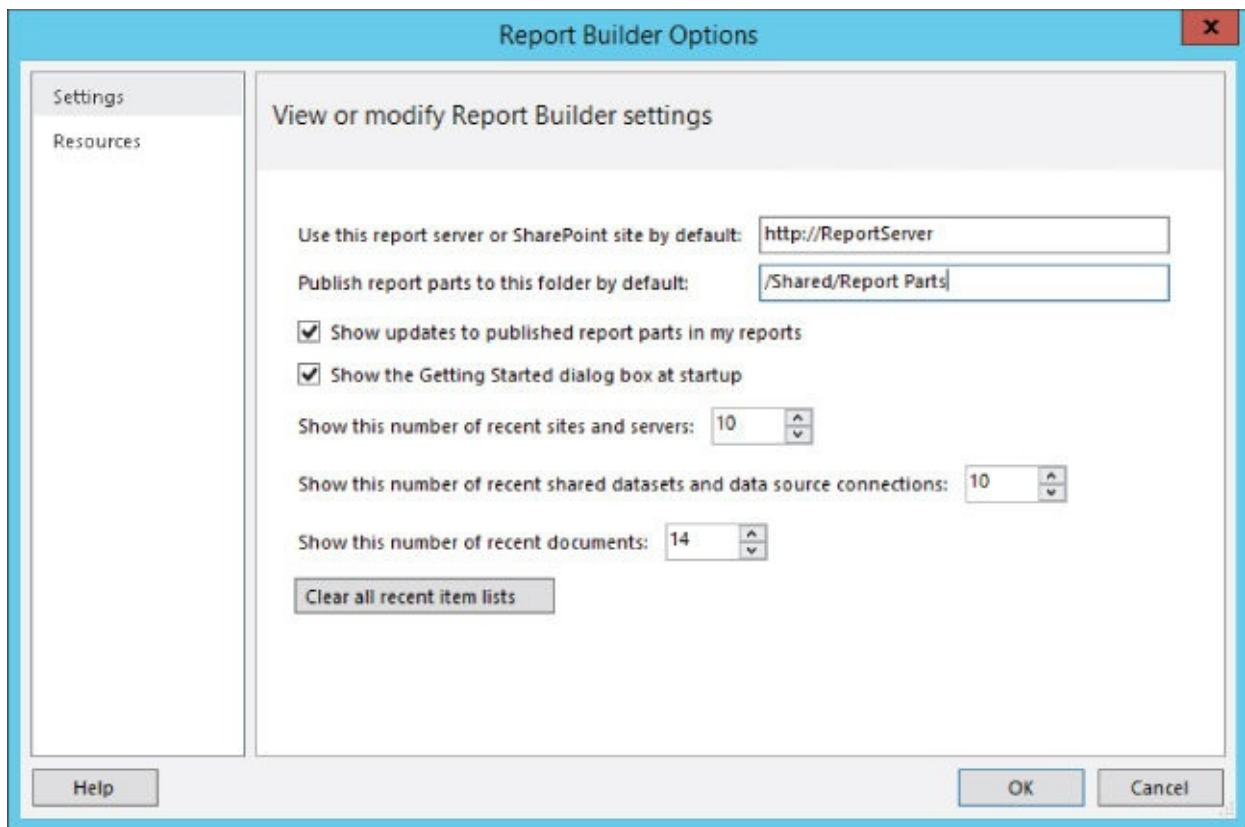 Report Builder Options
x
Settings
Resources
View or modify Report Builder settings
Use this report server or SharePoint site by default: http://ReportServer
Publish report parts to this folder by default: /Shared/Report Parts
Show updates to published report parts in my reports
Show the Getting Started dialog box at startup
Show this number of recent sites and servers: 10
Show this number of recent shared datasets and data source connections: 10
Show this number of recent documents: 14
Clear all recent item lists
Help OK Cancel